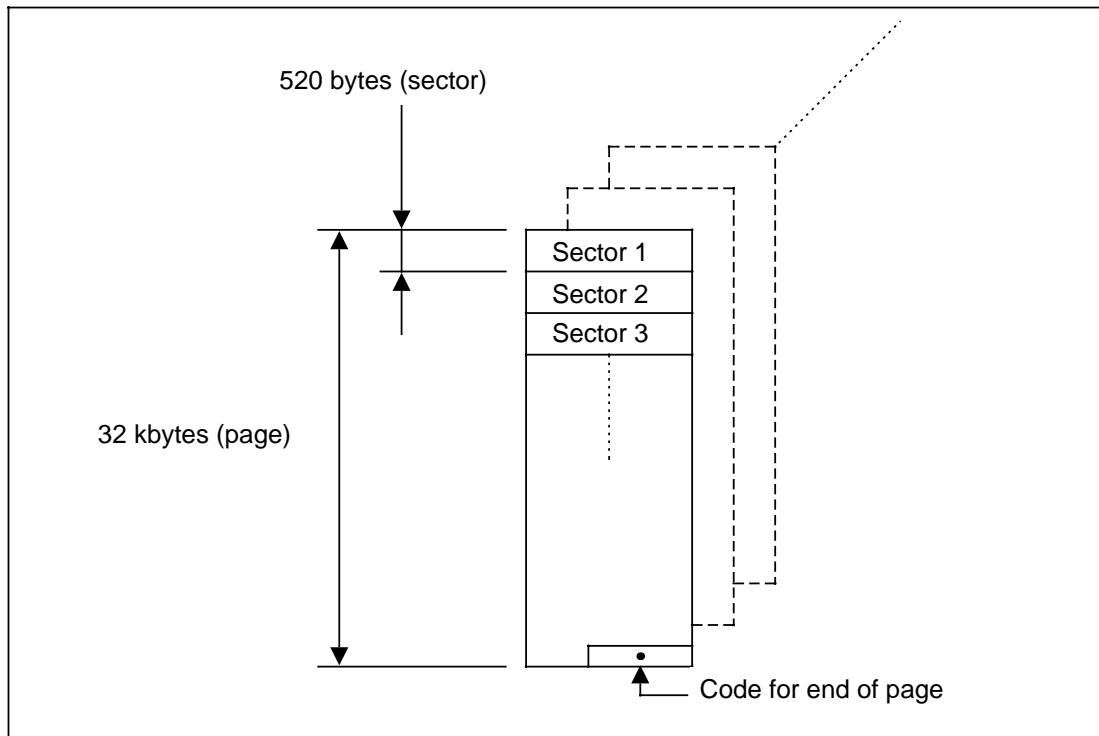 520 bytes (sector)
Sector 1
Sector 2
Sector 3
32 kbytes (page)
Code for end of page